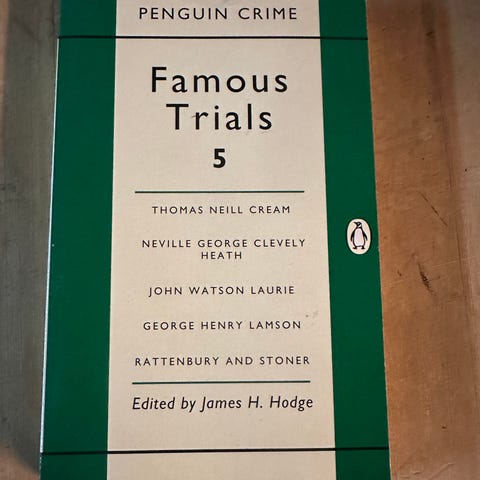 PENGUIN CRIME
Famous
Trials
5
THOMAS NEILL CREAM
NEVILLE GEORGE CLEVELY
HEATH
JOHN WATSON LAURIE
GEORGE HENRY LAMSON
RATTENBURY AND STONER
Edited by James H. Hodge